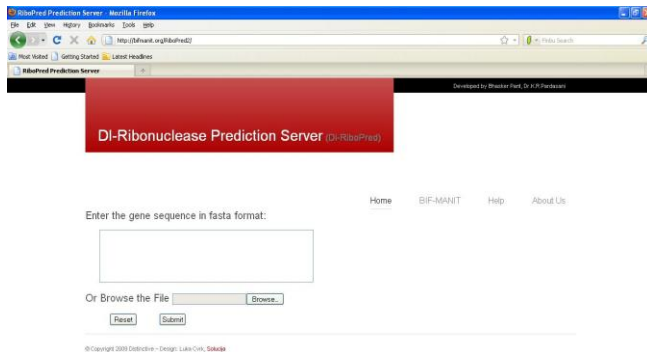 RiboPred Prediction Server - Mozilla Firefox
File Edit View History Bookmarks Tools Help
http://bifmanit.org/RiboPred2/
Most Visited Getting Started Latest Headlines
RiboPred Prediction Server
Developed by Bhasker Pant, Dr.K.R.Pardasani
DI-Ribonuclease Prediction Server (Di-RiboPred)
Home BIF-MANIT Help About Us
Enter the gene sequence in fasta format:
Or Browse the File Browse..
Reset Submit
© Copyright 2009 Distinctive - Design: Luka Cvrk, Solucija